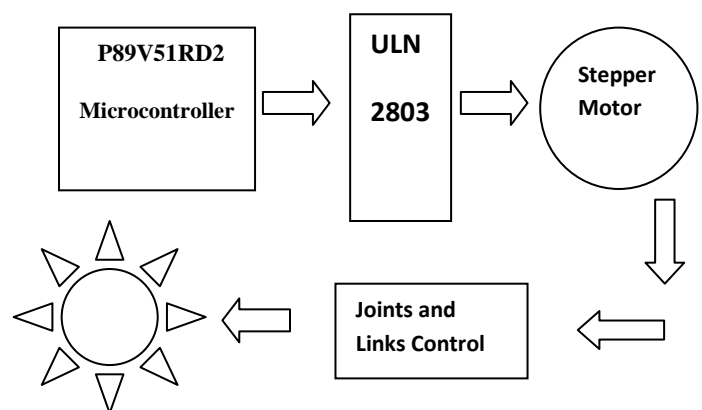 P89V51RD2
Microcontroller
ULN
2803
Stepper
Motor
Joints and
Links Control